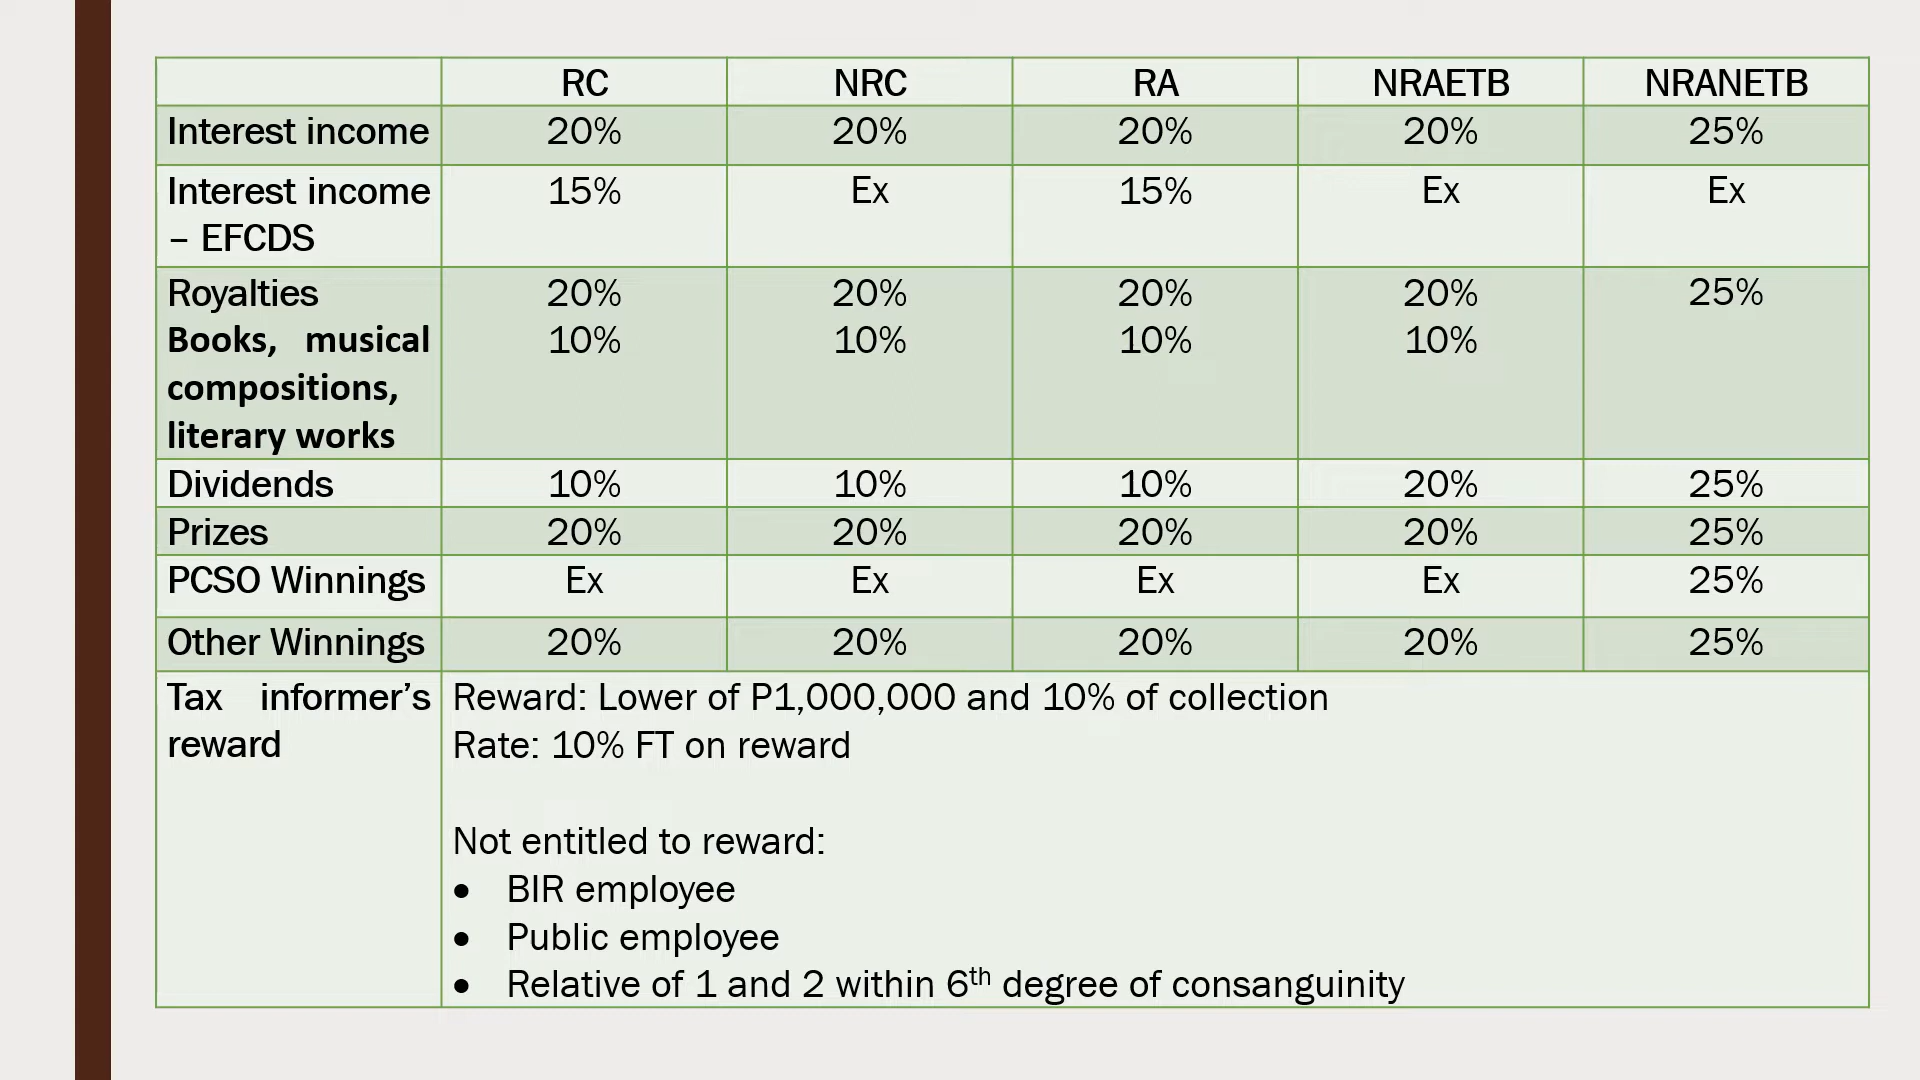 RC NRC RA NRAETB NRANETB
Interest income 20% 20% 20% 20% 25%
Interest income 15% Ex 15% Ex Ex
– EFCDS
Royalties 20% 20% 20% 20% 25%
Books, musical 10% 10% 10% 10%
compositions,
literary works
Dividends 10% 10% 10% 20% 25%
Prizes 20% 20% 20% 20% 25%
PCSO Winnings Ex Ex Ex Ex 25%
Other Winnings 20% 20% 20% 20% 25%
Tax informer’s Reward: Lower of P1,000,000 and 10% of collection
reward Rate: 10% FT on reward
Not entitled to reward:
• BIR employee
• Public employee
• Relative of 1 and 2 within 6th degree of consanguinity